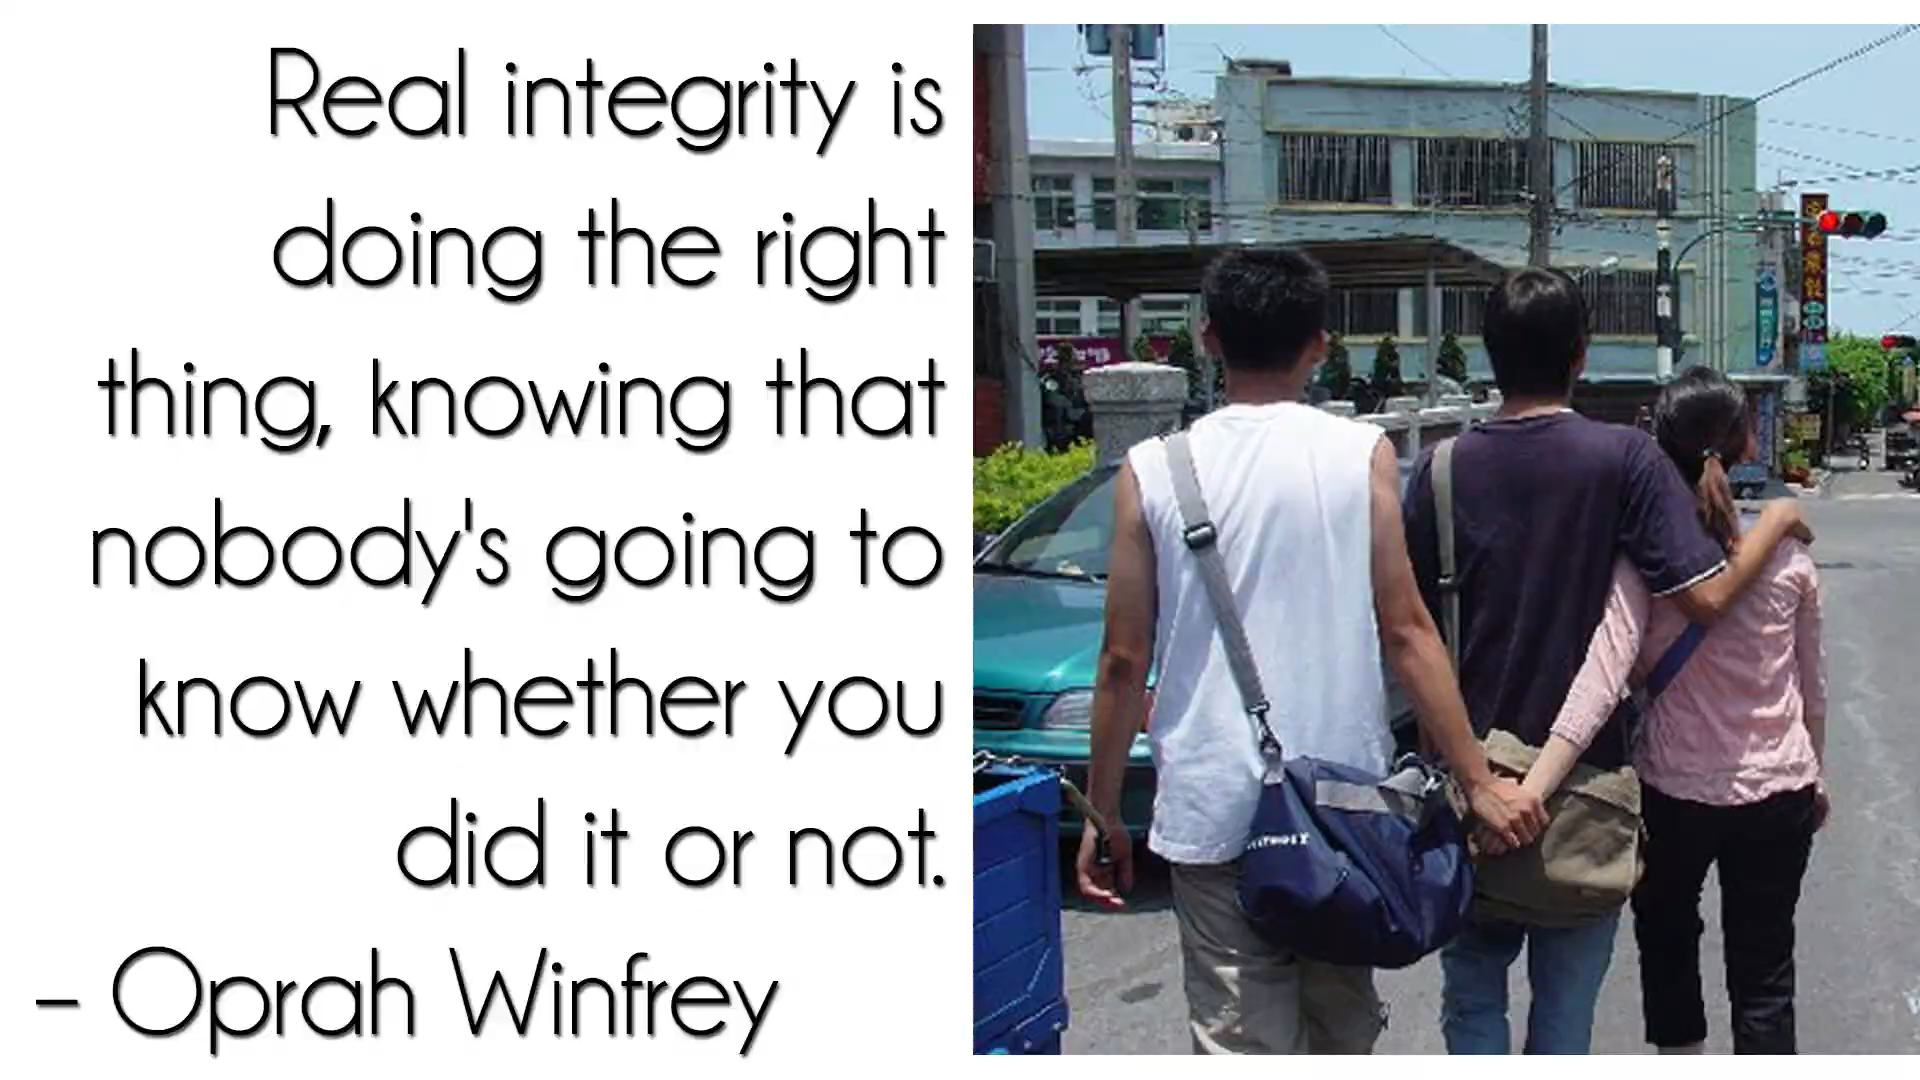 Real integrity is
doing the right
thing, knowing that
nobody's going to
know whether you
did it or not.
– Oprah Winfrey